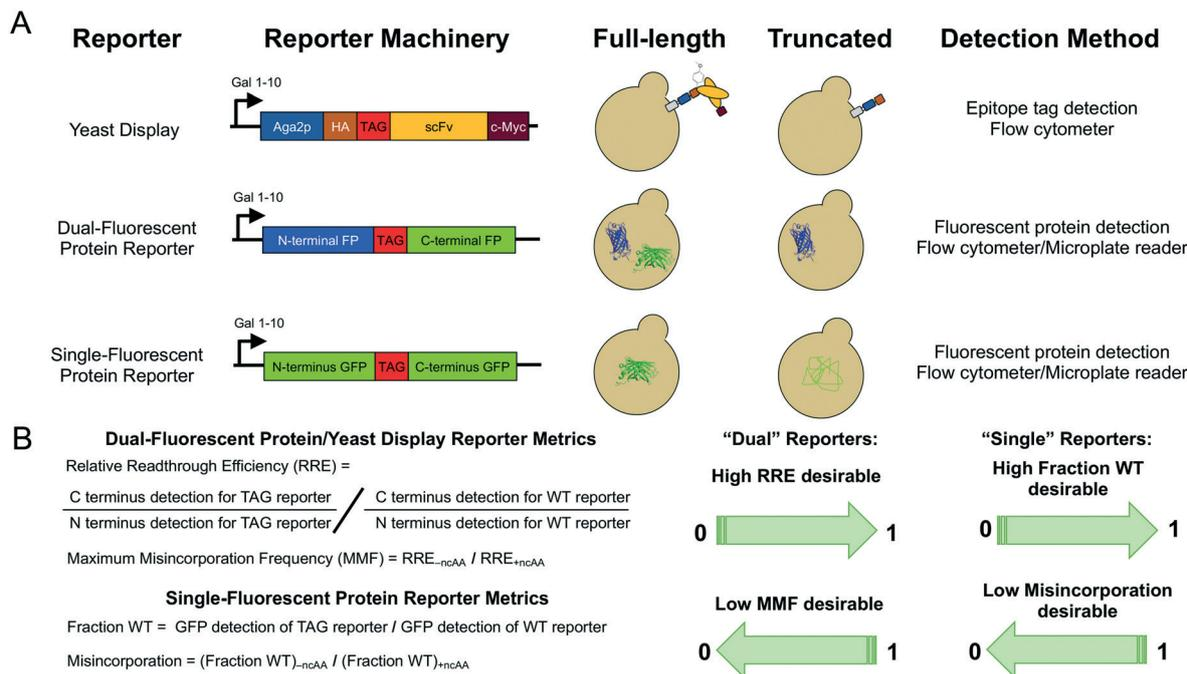 A
Reporter
Reporter Machinery
Full-length
Truncated
Detection Method
Yeast Display
Gal 1-10
Aga2p
HA
TAG
scFv
c-Myc
Epitope tag detection
Flow cytometer
Dual-Fluorescent
Protein Reporter
Gal 1-10
N-terminal FP
TAG
C-terminal FP
Fluorescent protein detection
Flow cytometer/Microplate reader
Single-Fluorescent
Protein Reporter
Gal 1-10
N-terminus GFP
TAG
C-terminus GFP
Fluorescent protein detection
Flow cytometer/Microplate reader
B
Dual-Fluorescent Protein/Yeast Display Reporter Metrics
Relative Readthrough Efficiency (RRE) =
C terminus detection for TAG reporter
N terminus detection for TAG reporter
/
C terminus detection for WT reporter
N terminus detection for WT reporter
Maximum Misincorporation Frequency (MMF) = RRE–ncAA / RRE+ncAA
Single-Fluorescent Protein Reporter Metrics
Fraction WT = GFP detection of TAG reporter / GFP detection of WT reporter
Misincorporation = (Fraction WT)–ncAA / (Fraction WT)+ncAA
“Dual” Reporters:
High RRE desirable
0 1
Low MMF desirable
0 1
“Single” Reporters:
High Fraction WT
desirable
0 1
Low Misincorporation
desirable
0 1